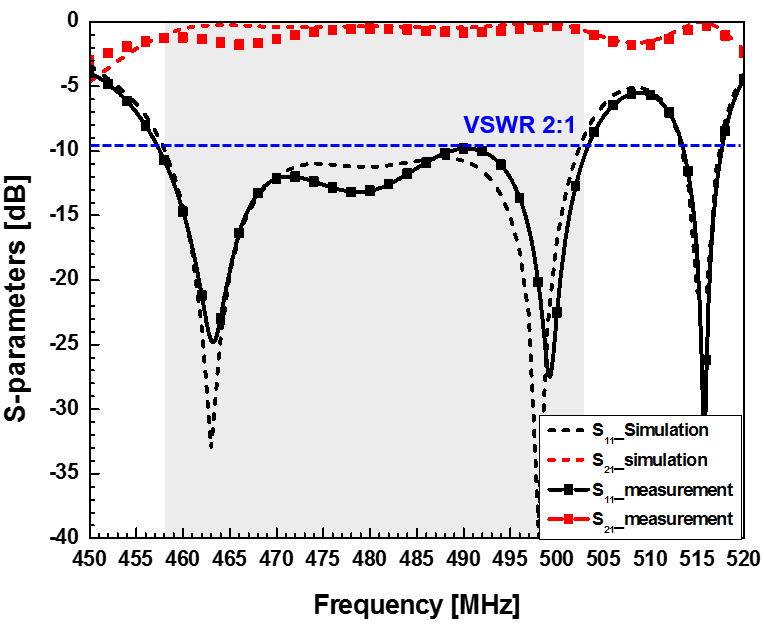 0
-5
-10
-15
-20
-25
-30
-35
-40
S-parameters [dB]
VSWR 2:1
S11_Simulation
S21_simulation
S11_measurement
S21_measurement
450 455 460 465 470 475 480 485 490 495 500 505 510 515 520
Frequency [MHz]